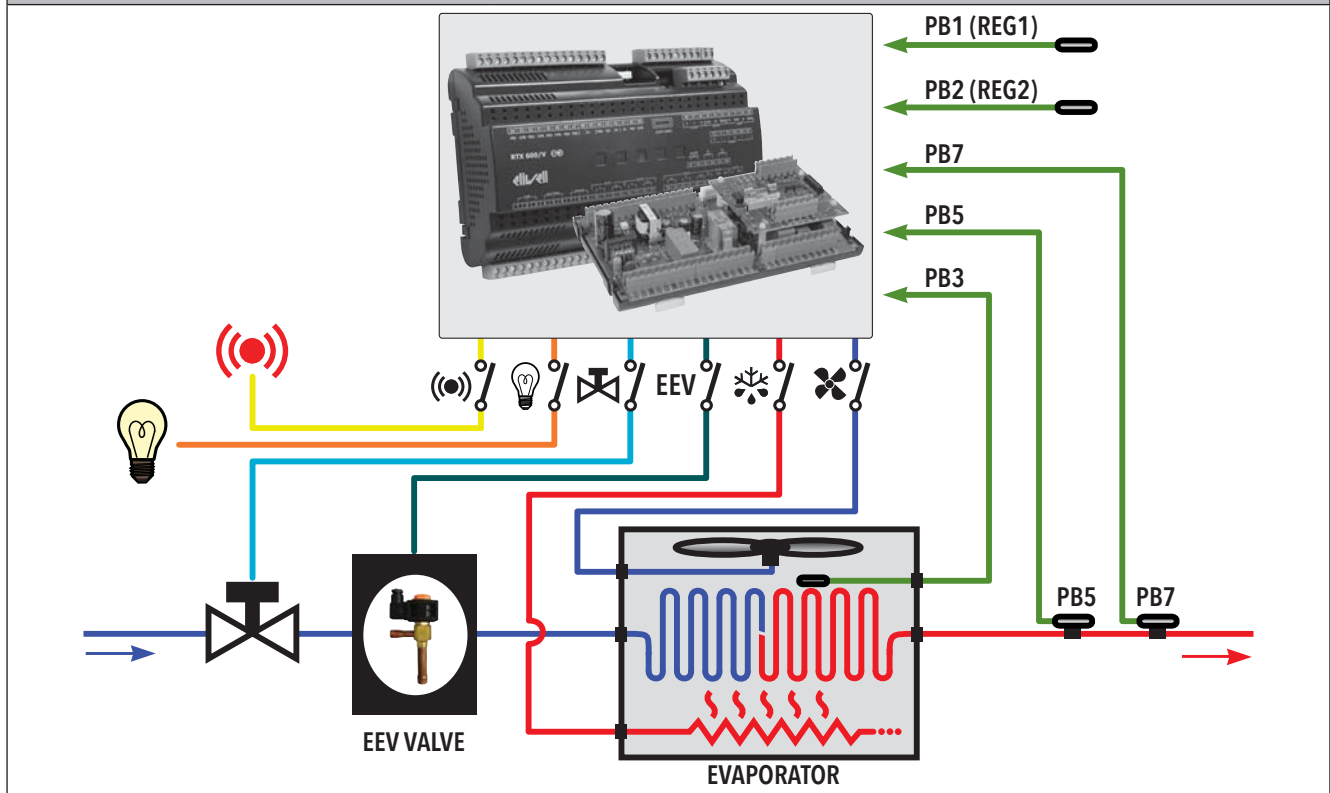 PB1 (REG1)
PB2 (REG2)
PB7
PB5
PB3
RTX 600/V
eliwell
EEV
PB5
PB7
EEV VALVE
EVAPORATOR